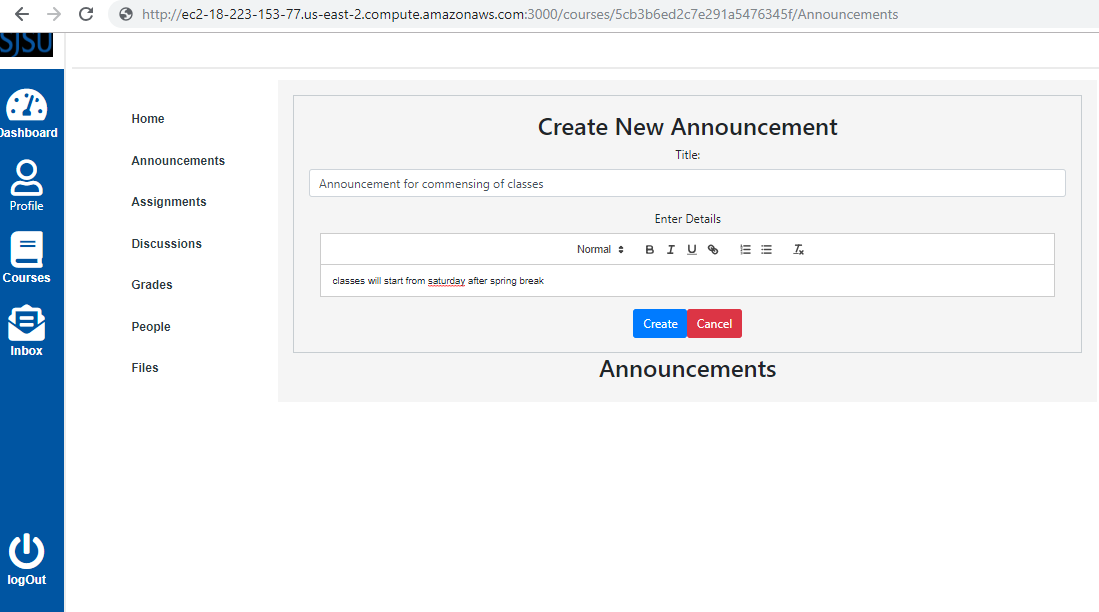 http://ec2-18-223-153-77.us-east-2.compute.amazonaws.com:3000/courses/5cb3b6ed2c7e291a5476345f/Announcements
SJSU
Dashboard
Profile
Courses
Inbox
logOut
Home
Announcements
Assignments
Discussions
Grades
People
Files
Create New Announcement
Title:
Announcement for commensing of classes
Enter Details
Normal B I U
classes will start from saturday after spring break
Create Cancel
Announcements